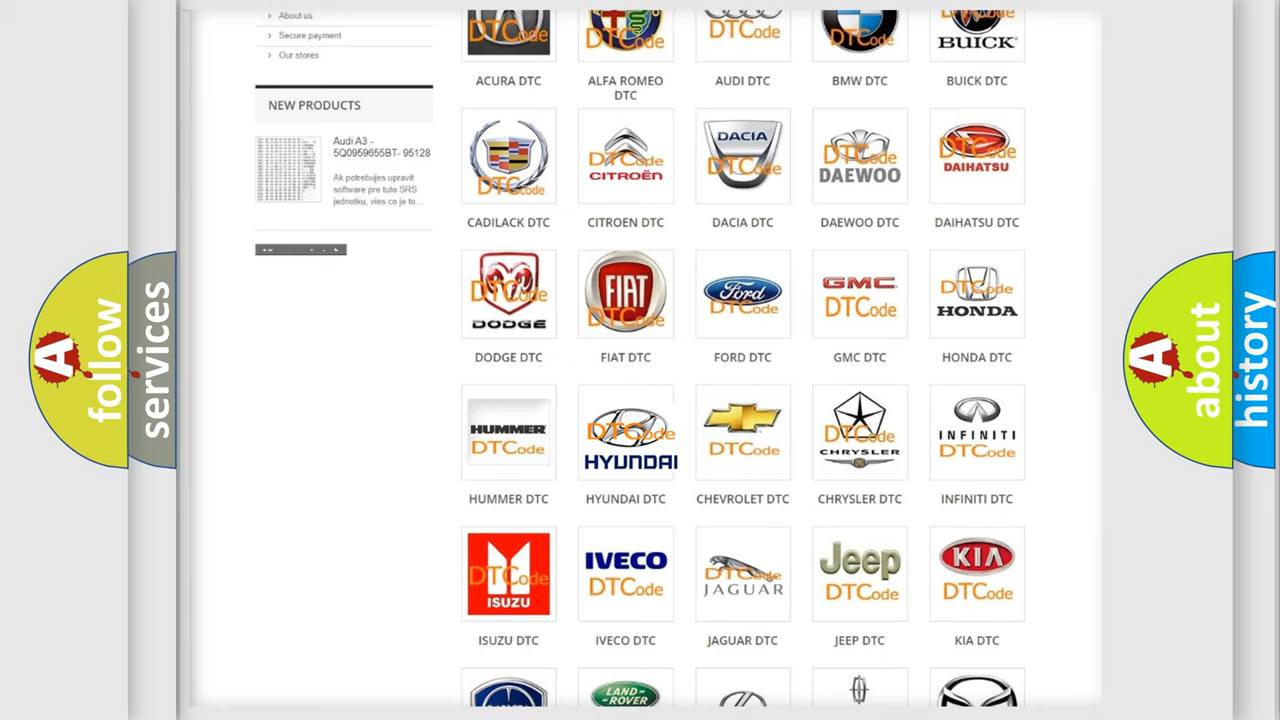 About us
Secure payment
Our stores
NEW PRODUCTS
Audi A3 -
5Q0959655BT- 95128
Ak potrebujes upravit
software pre tuto SRS
jednotku, vies co je to...
DTCode DTCode DTCode DTCode BUICK
ACURA DTC ALFA ROMEO DTC AUDI DTC BMW DTC BUICK DTC
DTCode DTCode CITROËN DACIA DTCode DTCode DAEWOO DTCode DAIHATSU
CADILACK DTC CITROEN DTC DACIA DTC DAEWOO DTC DAIHATSU DTC
DTCode DODGE FIAT DTCode Ford DTCode GMC DTCode DTCode HONDA
DODGE DTC FIAT DTC FORD DTC GMC DTC HONDA DTC
HUMMER DTCode DTCode HYUNDAI DTCode DTCode CHRYSLER INFINITI DTCode
HUMMER DTC HYUNDAI DTC CHEVROLET DTC CHRYSLER DTC INFINITI DTC
DTCode ISUZU IVECO DTCode DTCode JAGUAR Jeep DTCode KIA DTCode
ISUZU DTC IVECO DTC JAGUAR DTC JEEP DTC KIA DTC
LAND-ROVER
A follow
services
A about
history